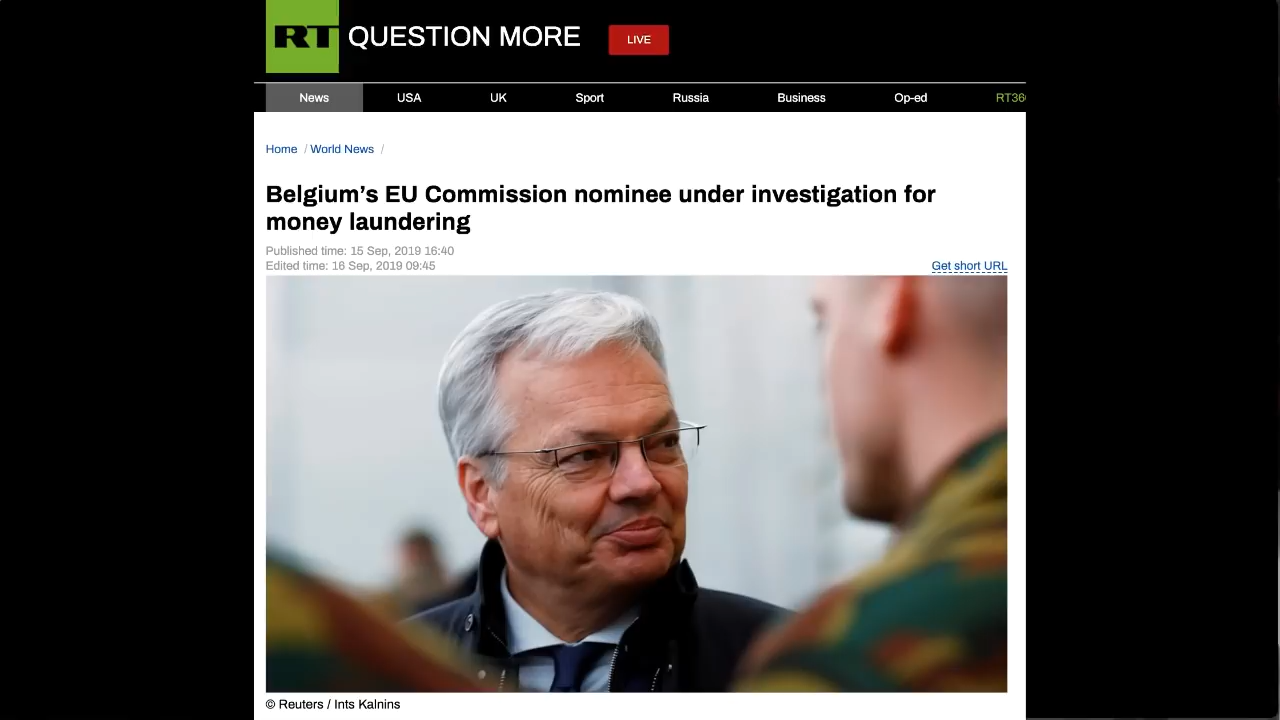 RT QUESTION MORE
LIVE
News USA UK Sport Russia Business Op-ed RT36
Home / World News /
Belgium’s EU Commission nominee under investigation for
money laundering
Published time: 15 Sep, 2019 16:40
Edited time: 16 Sep, 2019 09:45
Get short URL
© Reuters / Ints Kalnins